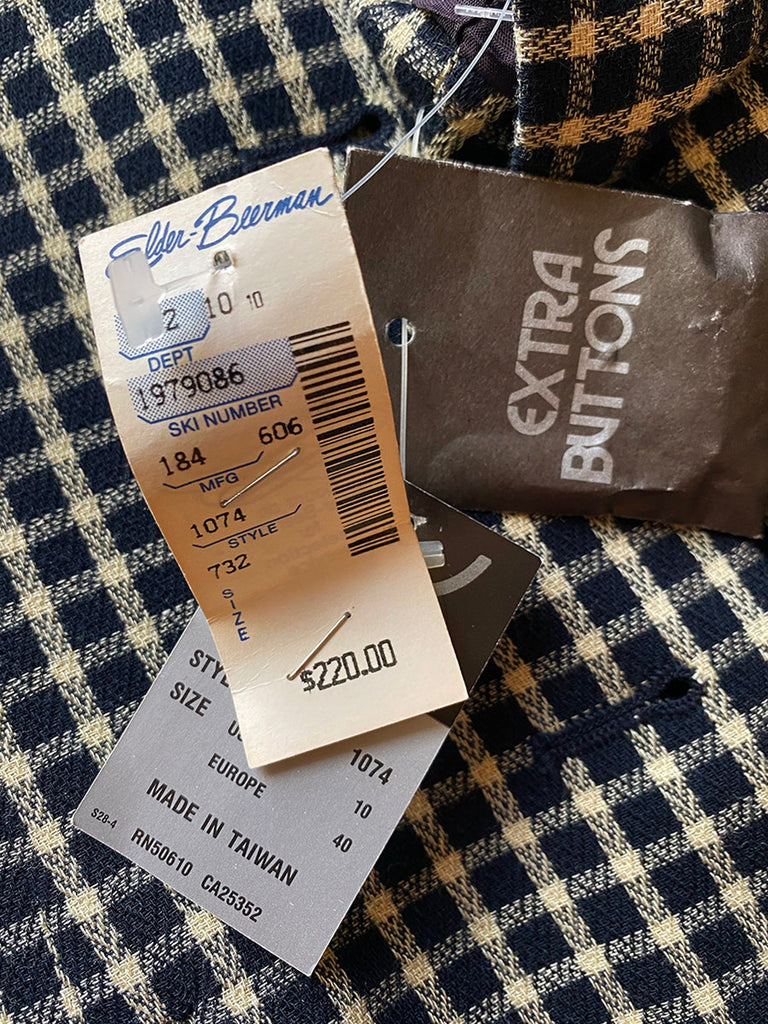 Elder-Beerman
2 10 10
DEPT
1979086
SKI NUMBER
184 606
MFG
1074
STYLE
732
SIZE
$220.00
EXTRA
BUTTONS
1074
SIZE 10
EUROPE 40
MADE IN TAIWAN
S28-4
RN50610 CA25352